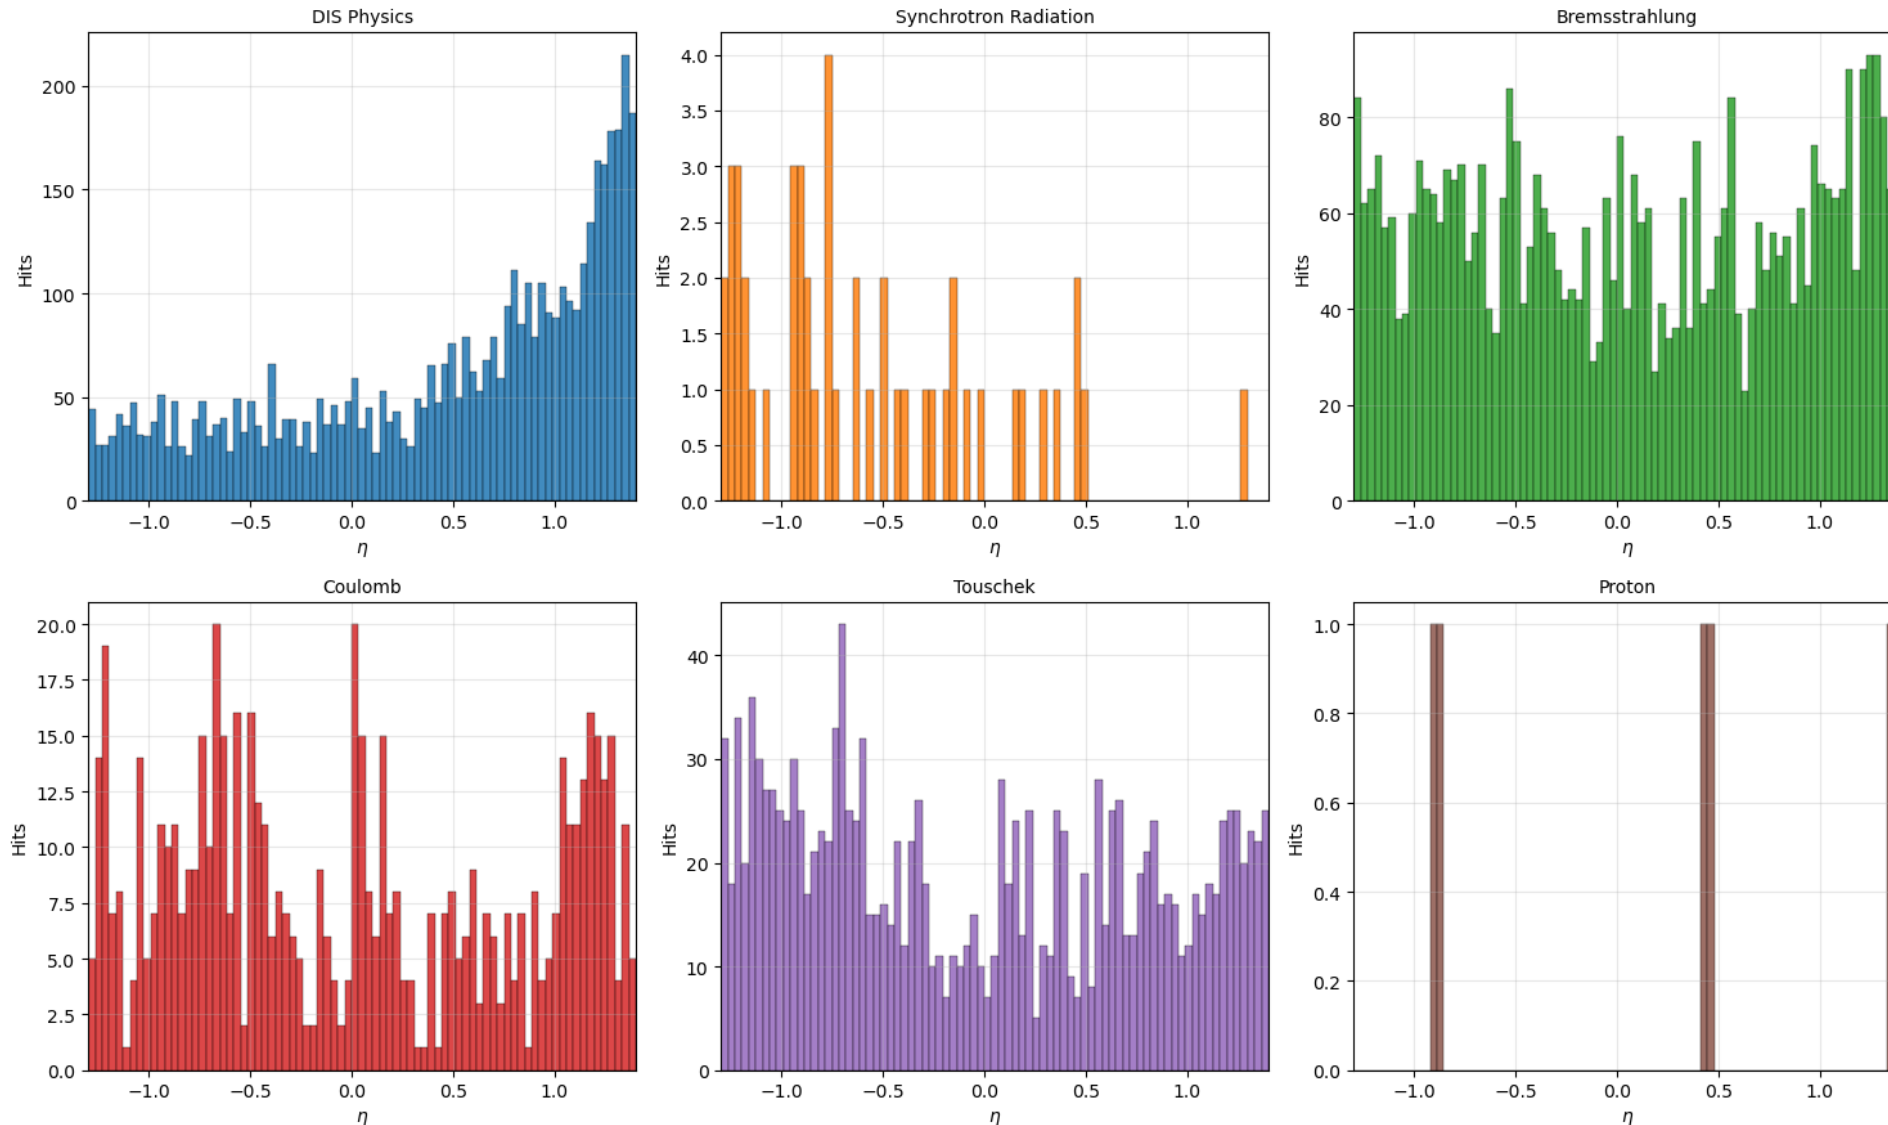 DIS Physics
Hits
200
150
100
50
0
−1.0 −0.5 0.0 0.5 1.0
η
Synchrotron Radiation
Hits
4.0
3.5
3.0
2.5
2.0
1.5
1.0
0.5
0.0
−1.0 −0.5 0.0 0.5 1.0
η
Bremsstrahlung
Hits
80
60
40
20
0
−1.0 −0.5 0.0 0.5 1.0
η
Coulomb
Hits
20.0
17.5
15.0
12.5
10.0
7.5
5.0
2.5
0.0
−1.0 −0.5 0.0 0.5 1.0
η
Touschek
Hits
40
30
20
10
0
−1.0 −0.5 0.0 0.5 1.0
η
Proton
Hits
1.0
0.8
0.6
0.4
0.2
0.0
−1.0 −0.5 0.0 0.5 1.0
η